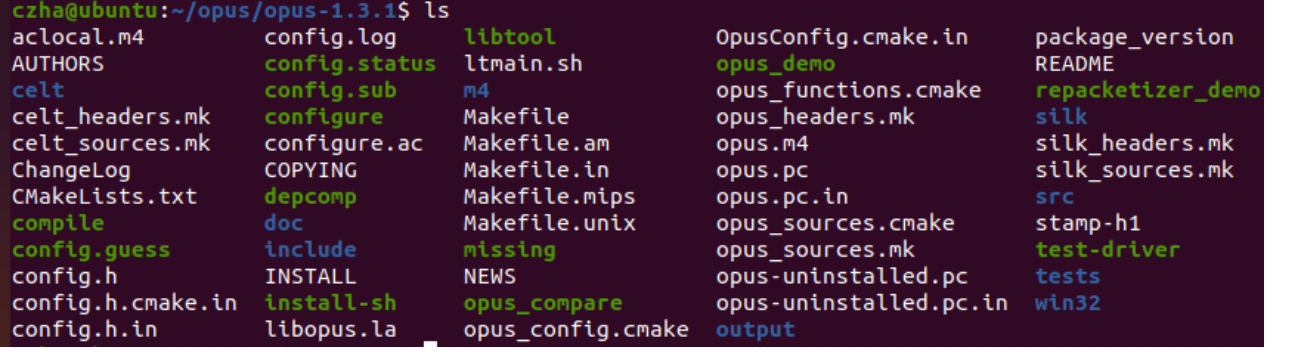 czha@ubuntu:~/opus/opus-1.3.1$ ls
aclocal.m4 config.log libtool OpusConfig.cmake.in package_version
AUTHORS config.status ltmain.sh opus_demo README
celt config.sub m4 opus_functions.cmake repacketizer_demo
celt_headers.mk configure Makefile opus_headers.mk silk
celt_sources.mk configure.ac Makefile.am opus.m4 silk_headers.mk
ChangeLog COPYING Makefile.in opus.pc silk_sources.mk
CMakeLists.txt depcomp Makefile.mips opus.pc.in src
compile doc Makefile.unix opus_sources.cmake stamp-h1
config.guess include missing opus_sources.mk test-driver
config.h INSTALL NEWS opus-uninstalled.pc tests
config.h.cmake.in install-sh opus_compare opus-uninstalled.pc.in win32
config.h.in libopus.la opus_config.cmake output